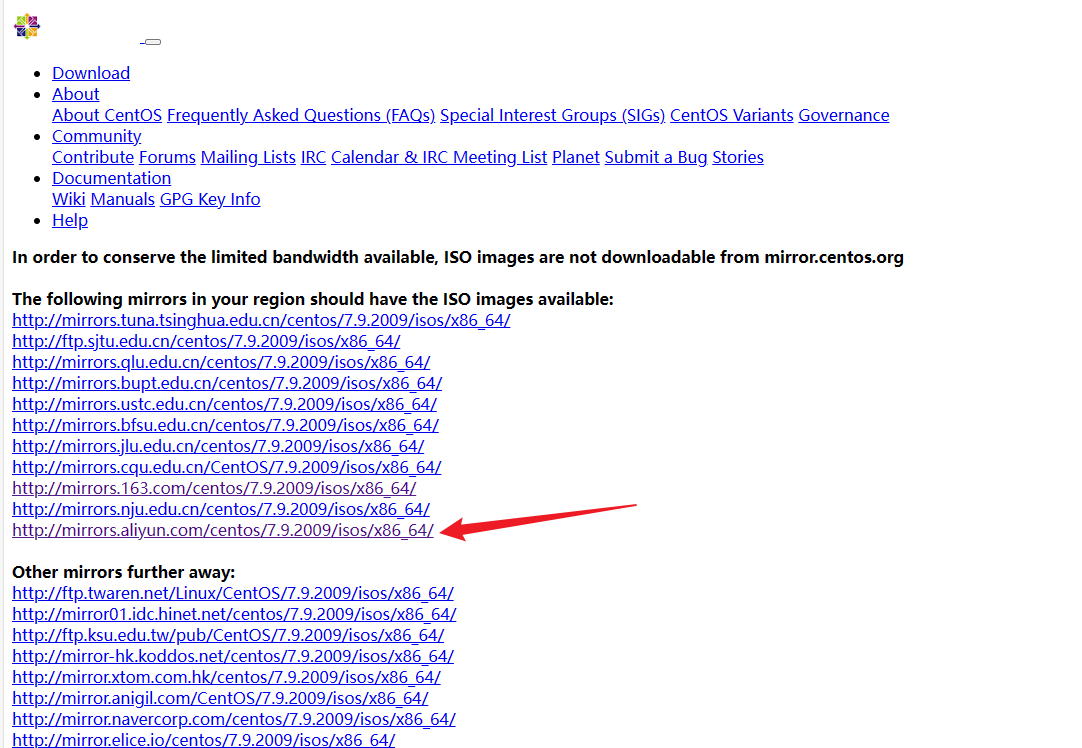 Download
About
About CentOS Frequently Asked Questions (FAQs) Special Interest Groups (SIGs) CentOS Variants Governance
Community
Contribute Forums Mailing Lists IRC Calendar & IRC Meeting List Planet Submit a Bug Stories
Documentation
Wiki Manuals GPG Key Info
Help
In order to conserve the limited bandwidth available, ISO images are not downloadable from mirror.centos.org
The following mirrors in your region should have the ISO images available:
http://mirrors.tuna.tsinghua.edu.cn/centos/7.9.2009/isos/x86_64/
http://ftp.sjtu.edu.cn/centos/7.9.2009/isos/x86_64/
http://mirrors.qlu.edu.cn/centos/7.9.2009/isos/x86_64/
http://mirrors.bupt.edu.cn/centos/7.9.2009/isos/x86_64/
http://mirrors.ustc.edu.cn/centos/7.9.2009/isos/x86_64/
http://mirrors.bfsu.edu.cn/centos/7.9.2009/isos/x86_64/
http://mirrors.jlu.edu.cn/centos/7.9.2009/isos/x86_64/
http://mirrors.cqu.edu.cn/CentOS/7.9.2009/isos/x86_64/
http://mirrors.163.com/centos/7.9.2009/isos/x86_64/
http://mirrors.nju.edu.cn/centos/7.9.2009/isos/x86_64/
http://mirrors.aliyun.com/centos/7.9.2009/isos/x86_64/
Other mirrors further away:
http://ftp.twaren.net/Linux/CentOS/7.9.2009/isos/x86_64/
http://mirror01.idc.hinet.net/centos/7.9.2009/isos/x86_64/
http://ftp.ksu.edu.tw/pub/CentOS/7.9.2009/isos/x86_64/
http://mirror-hk.koddos.net/centos/7.9.2009/isos/x86_64/
http://mirror.xtom.com.hk/centos/7.9.2009/isos/x86_64/
http://mirror.anigil.com/CentOS/7.9.2009/isos/x86_64/
http://mirror.navercorp.com/centos/7.9.2009/isos/x86_64/
http://mirror.elice.io/centos/7.9.2009/isos/x86_64/